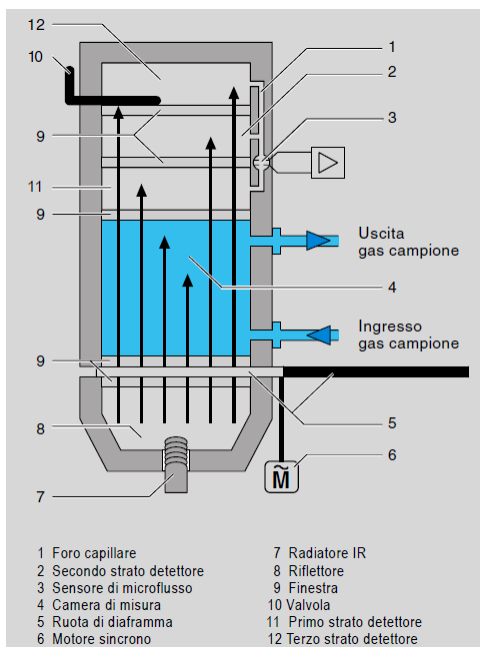 12
10
1
2
3
9
11
9
Uscita
gas campione
4
Ingresso
gas campione
9
5
8
6
M̃
7
1 Foro capillare
2 Secondo strato detettore
3 Sensore di microflusso
4 Camera di misura
5 Ruota di diaframma
6 Motore sincrono
7 Radiatore IR
8 Riflettore
9 Finestra
10 Valvola
11 Primo strato detettore
12 Terzo strato detettore